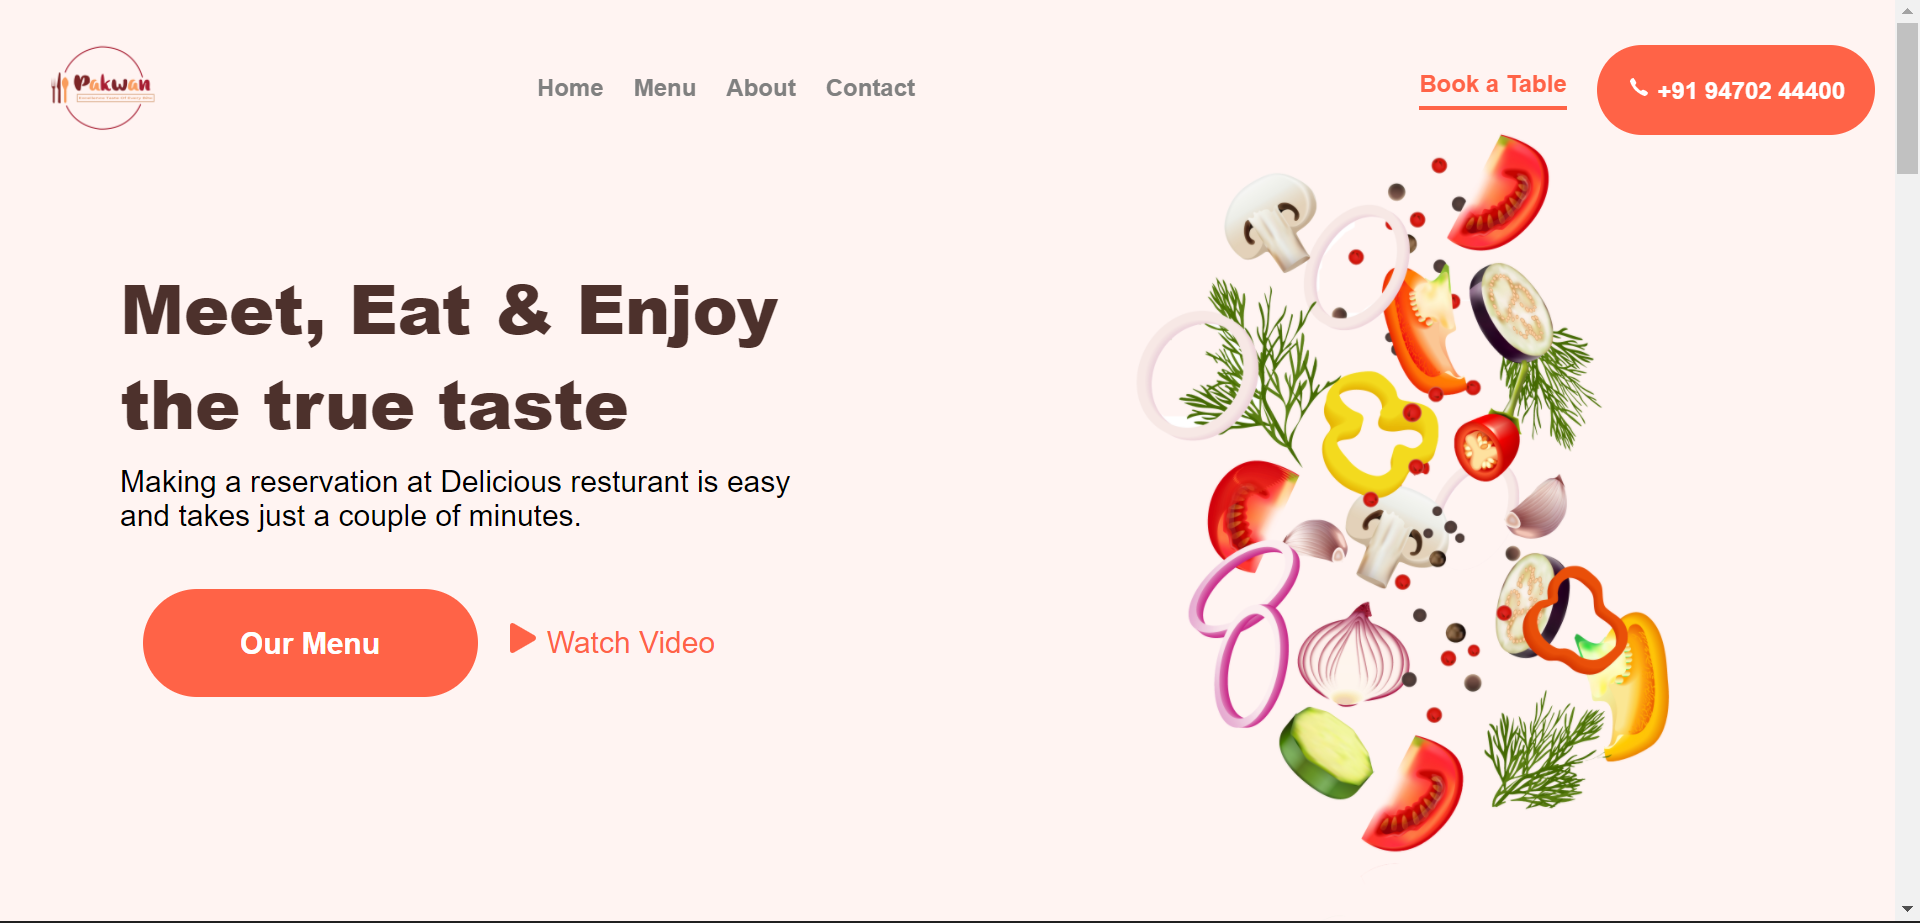 Pakwan
Home Menu About Contact
Book a Table
+91 94702 44400
Meet, Eat & Enjoy
the true taste
Making a reservation at Delicious resturant is easy
and takes just a couple of minutes.
Our Menu
Watch Video